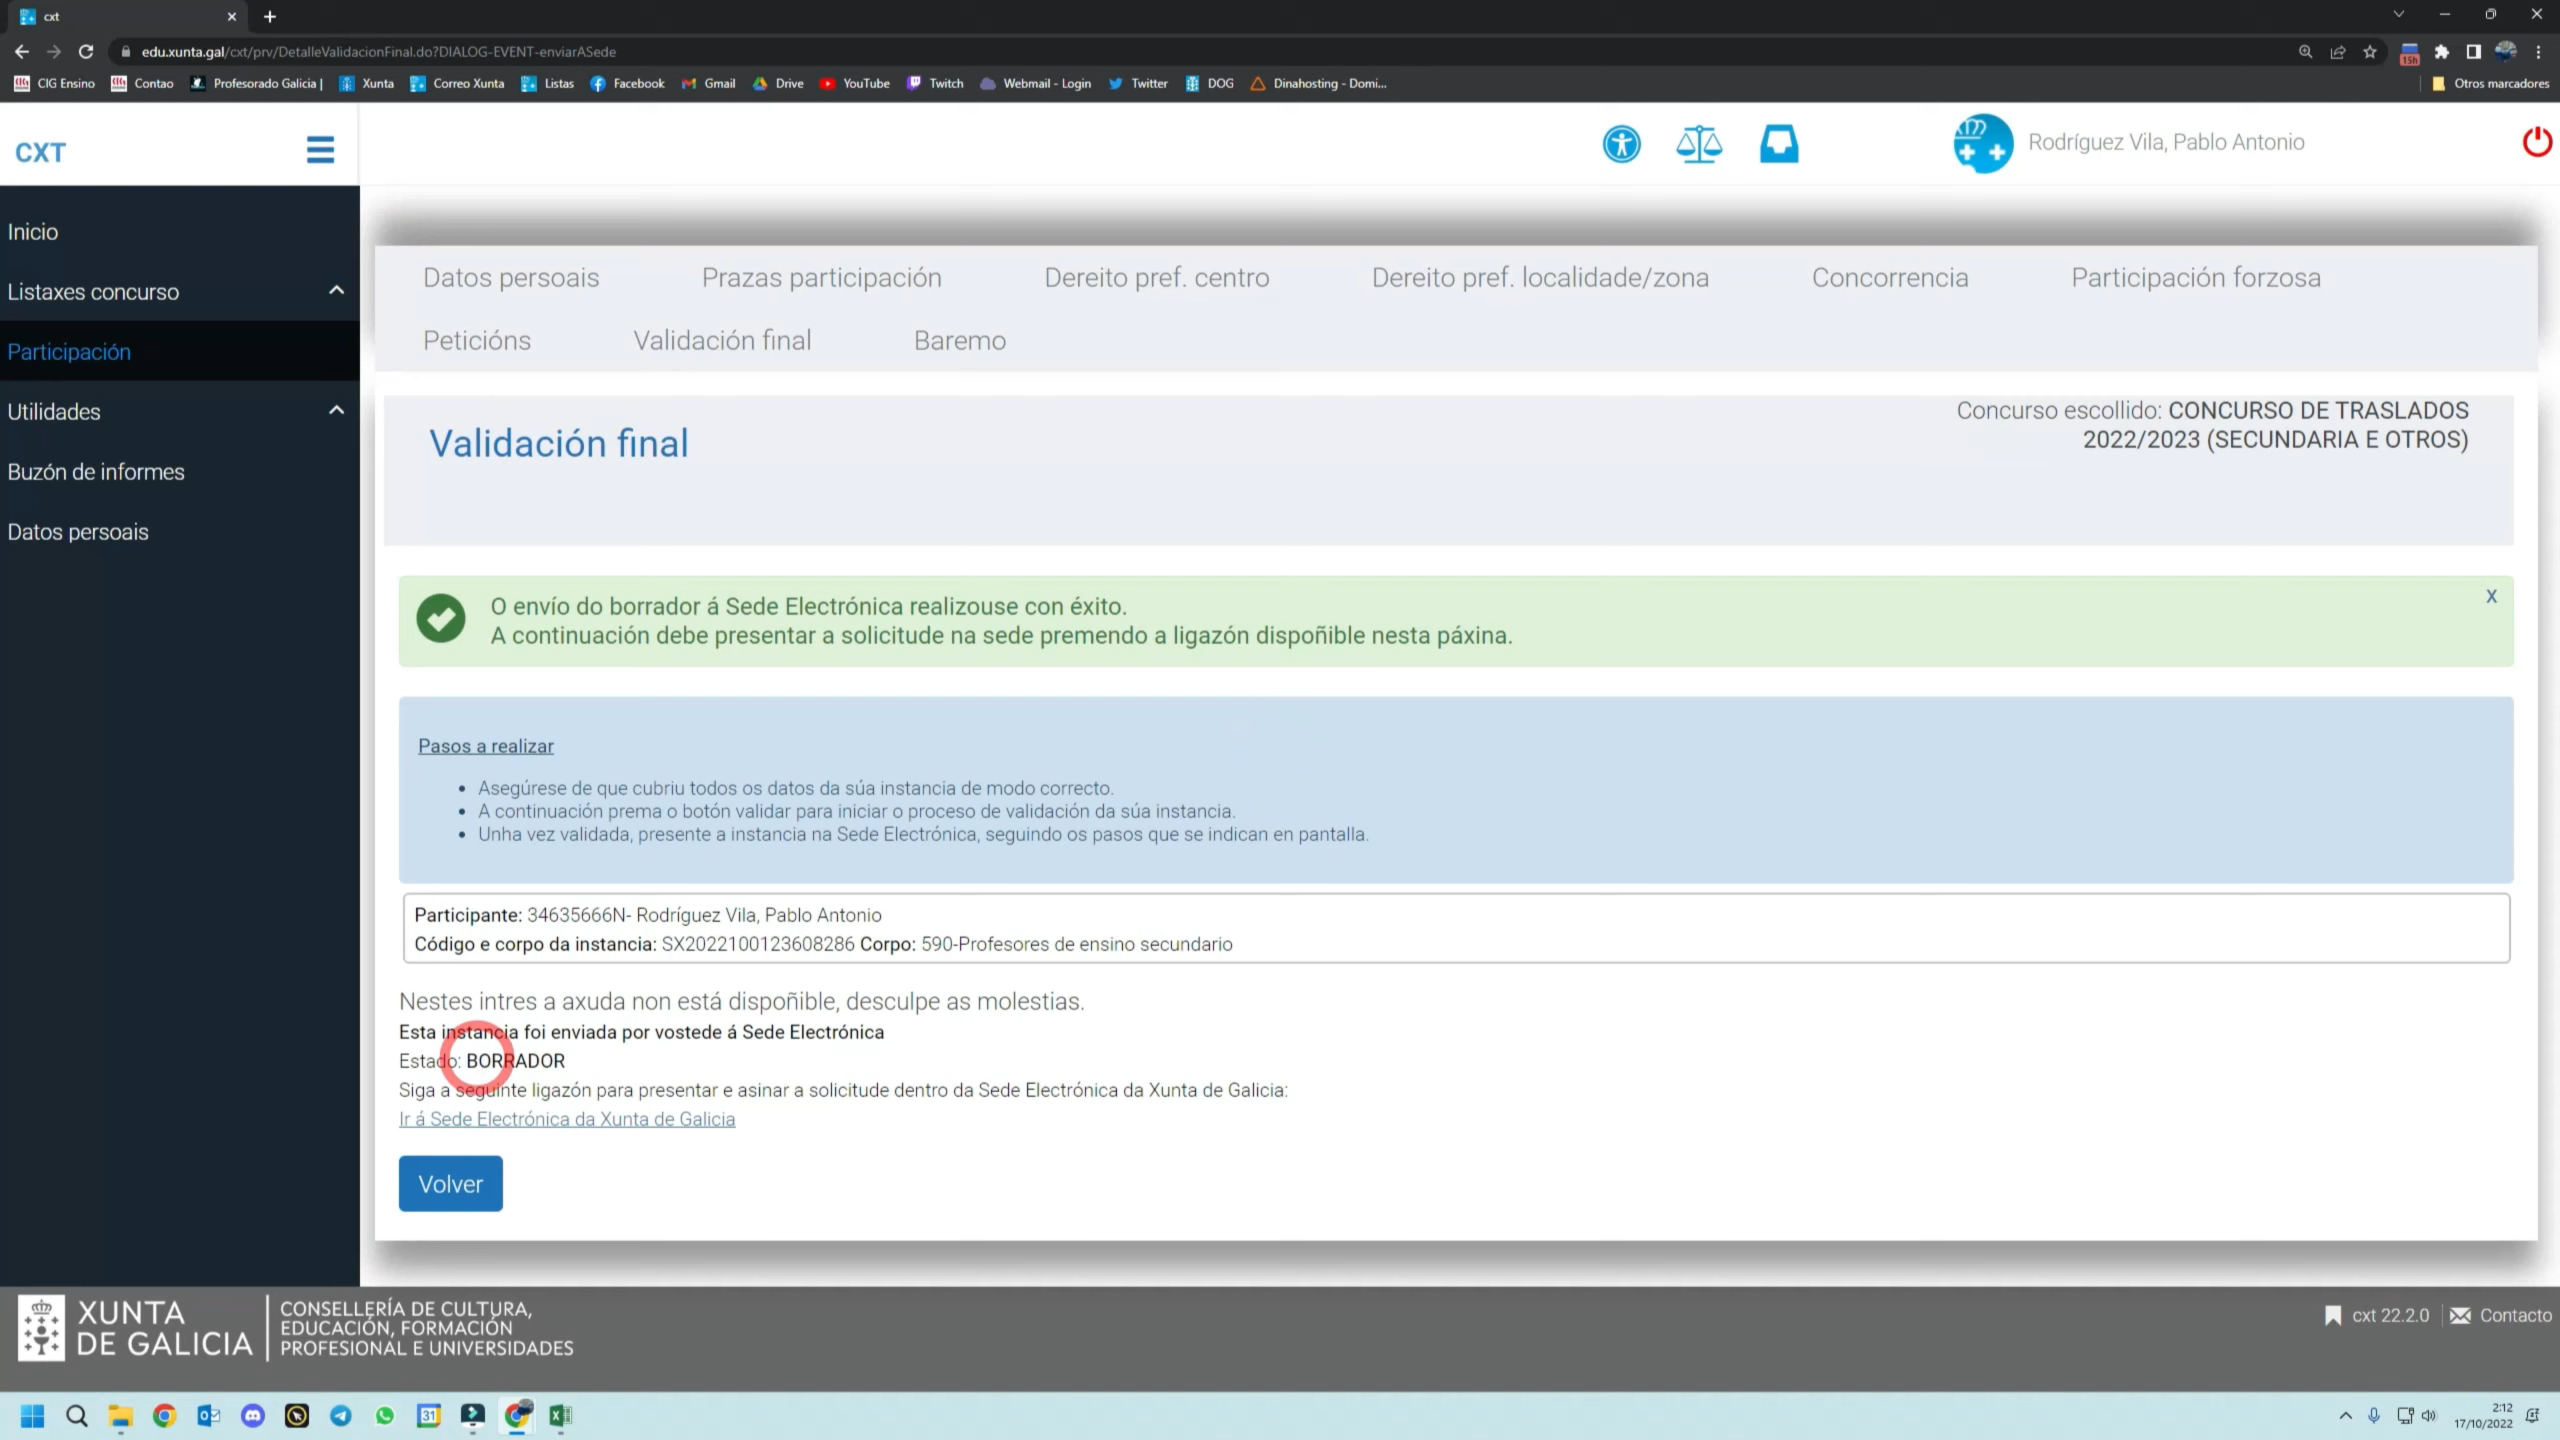 cxt
edu.xunta.gal/cxt/prv/DetalleValidacionFinal.do?DIALOG-EVENT-enviarASede
15h
CIG Ensino
Contao
Profesorado Galicia |
Xunta
Correo Xunta
Listas
Facebook
Gmail
Drive
YouTube
Twitch
Webmail - Login
Twitter
DOG
Dinahosting - Domi...
Otros marcadores
CXT
Rodríguez Vila, Pablo Antonio
Inicio
Listaxes concurso
Participación
Utilidades
Buzón de informes
Datos persoais
Datos persoais
Prazas participación
Dereito pref. centro
Dereito pref. localidade/zona
Concorrencia
Participación forzosa
Peticións
Validación final
Baremo
Validación final
Concurso escollido: CONCURSO DE TRASLADOS
2022/2023 (SECUNDARIA E OTROS)
O envío do borrador á Sede Electrónica realizouse con éxito.
A continuación debe presentar a solicitude na sede premendo a ligazón dispoñible nesta páxina.
X
Pasos a realizar
• Asegúrese de que cubriu todos os datos da súa instancia de modo correcto.
• A continuación prema o botón validar para iniciar o proceso de validación da súa instancia.
• Unha vez validada, presente a instancia na Sede Electrónica, seguindo os pasos que se indican en pantalla.
Participante: 34635666N- Rodríguez Vila, Pablo Antonio
Código e corpo da instancia: SX2022100123608286 Corpo: 590-Profesores de ensino secundario
Nestes intres a axuda non está dispoñible, desculpe as molestias.
Esta instancia foi enviada por vostede á Sede Electrónica
Estado: BORRADOR
Siga a seguinte ligazón para presentar e asinar a solicitude dentro da Sede Electrónica da Xunta de Galicia:
Ir á Sede Electrónica da Xunta de Galicia
Volver
XUNTA
DE GALICIA
CONSELLERÍA DE CULTURA,
EDUCACIÓN, FORMACIÓN
PROFESIONAL E UNIVERSIDADES
cxt 22.2.0
Contacto
31
2:12
17/10/2022